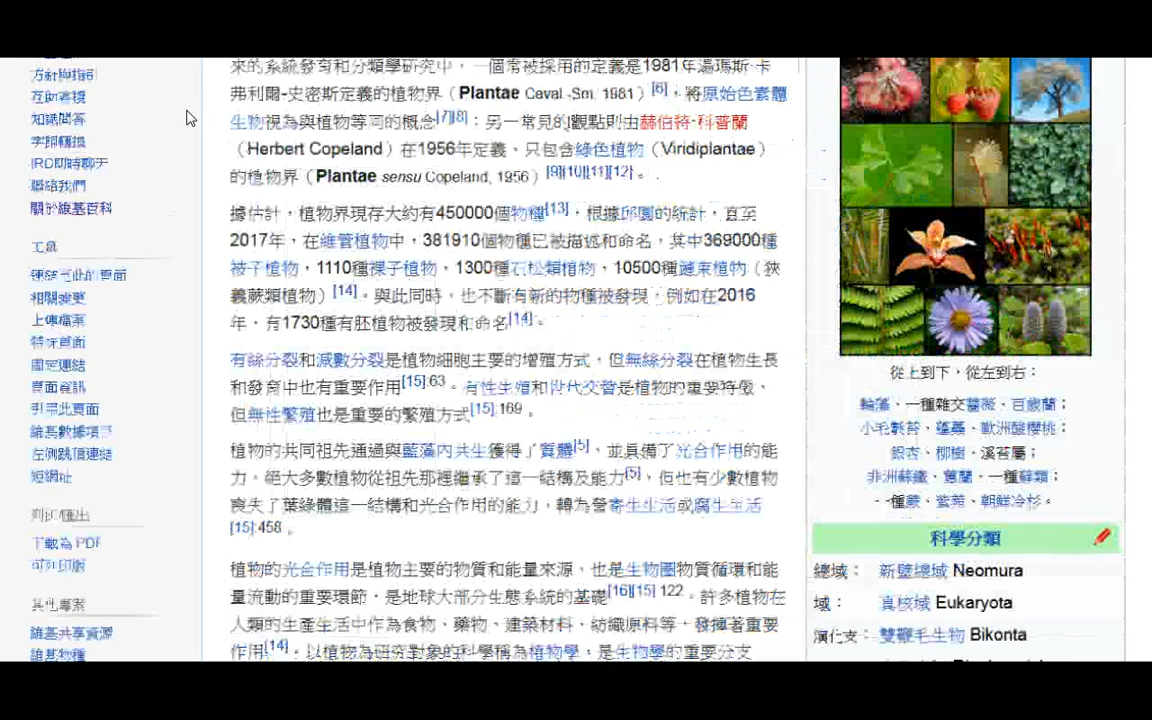 方針與指引
互助客棧
知識問答
字詞轉換
IRC即時聊天
聯絡我們
關於維基百科
工具
連結至此的頁面
相關變更
上傳檔案
特殊頁面
固定連結
頁面資訊
引用此頁面
維基數據項目
左側跳頂連結
短網址
列印/匯出
下載為 PDF
可列印版
其他專案
維基共享資源
維基物種
來的系統發育和分類學研究中，一個常被採用的定義是1981年湯瑪斯·卡
弗利爾-史密斯定義的植物界（Plantae Caval.-Sm. 1981）[6]，將原始色素體
生物視為與植物等同的概念[7][8]；另一常見的觀點則由赫伯特·科普蘭
（Herbert Copeland）在1956年定義、只包含綠色植物（Viridiplantae）
的植物界（Plantae sensu Copeland, 1956）[9][10][11][12]。
據估計，植物界現存大約有450000個物種[13]，根據邱園的統計，直至
2017年，在維管植物中，381910個物種已被描述和命名，其中369000種
被子植物，1110種裸子植物，1300種石松類植物，10500種鏈束植物（狹
義蕨類植物）[14]。與此同時，也不斷有新的物種被發現，例如在2016
年，有1730種有胚植物被發現和命名[14]。
有絲分裂和減數分裂是植物細胞主要的增殖方式，但無絲分裂在植物生長
和發育中也有重要作用[15]:63。有性生殖和世代交替是植物的重要特徵，
但無性繁殖也是重要的繁殖方式[15]:169。
植物的共同祖先通過與藍藻內共生獲得了質體[5]，並具備了光合作用的能
力。絕大多數植物從祖先那裡繼承了這一結構及能力[5]，但也有少數植物
喪失了葉綠體這一結構和光合作用的能力，轉為營寄生生活或腐生生活
[15]:458。
植物的光合作用是植物主要的物質和能量來源，也是生物圈物質循環和能
量流動的重要環節，是地球大部分生態系統的基礎[16][15]:122。許多植物在
人類的生產生活中作為食物、藥物、建築材料、紡織原料等，發揮著重要
作用[14]。以植物為研究對象的科學稱為植物學，是生物學的重要分支
從上到下，從左到右：
輪藻、一種雜交薔薇、百歲蘭；
小毛氈苔、蓬蘽、歐洲酸櫻桃；
銀杏、柳樹、溪苔屬；
非洲蘇鐵、蕙蘭、一種蘚類；
一種蕨、紫菀、朝鮮冷杉。
科學分類
總域： 新壁總域 Neomura
域： 真核域 Eukaryota
演化支： 雙鞭毛生物 Bikonta